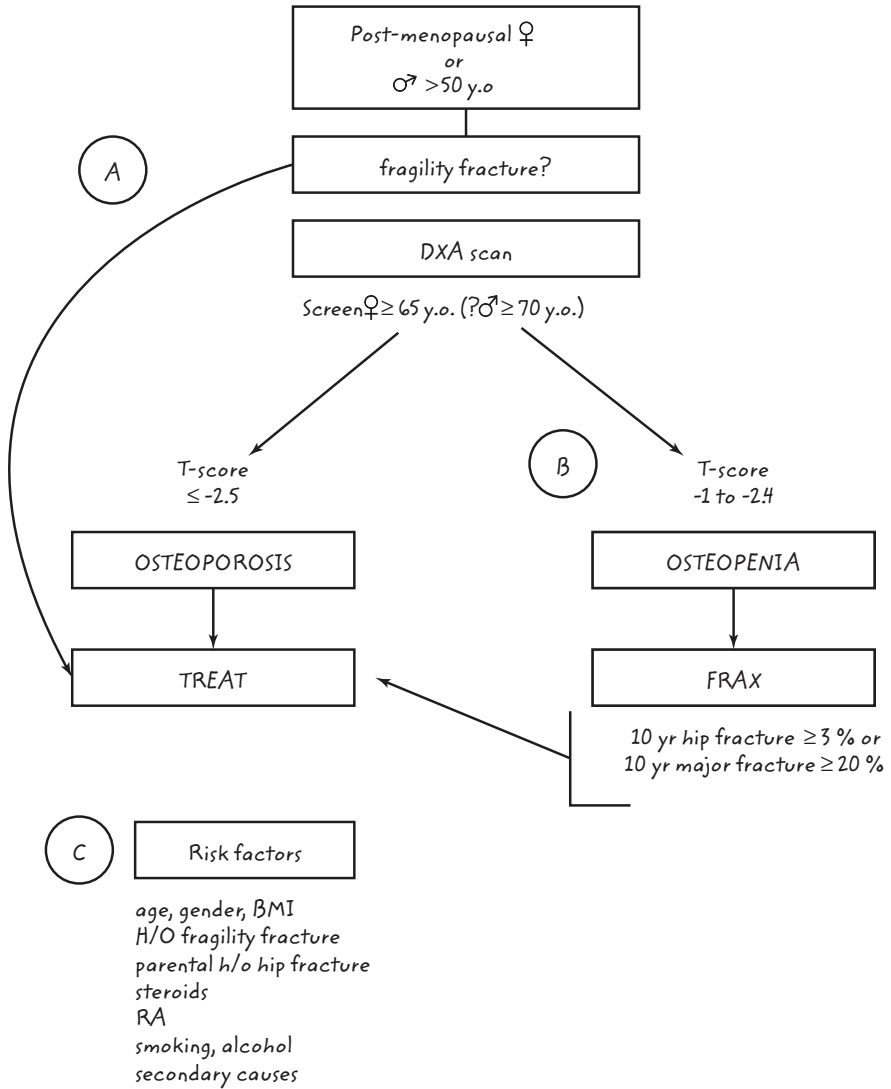 Post-menopausal ♀
or
♂ >50 y.o
A
fragility fracture?
DXA scan
Screen♀≥ 65 y.o. (?♂≥ 70 y.o.)
T-score
≤ -2.5
B
T-score
-1 to -2.4
OSTEOPOROSIS
OSTEOPENIA
TREAT
FRAX
10 yr hip fracture ≥3 % or
10 yr major fracture ≥ 20 %
C
Risk factors
age, gender, BMI
H/O fragility fracture
parental h/o hip fracture
steroids
RA
smoking, alcohol
secondary causes